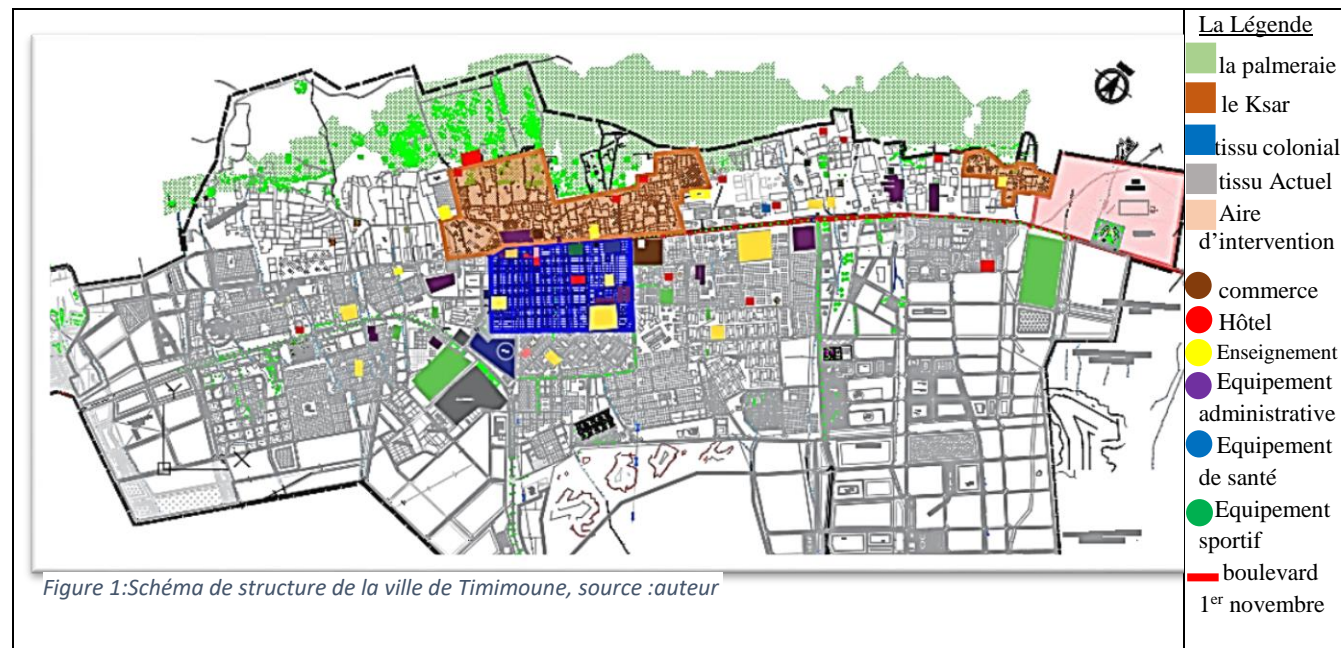 La Légende
la palmeraie
le Ksar
tissu colonial
tissu Actuel
Aire
d'intervention
commerce
Hôtel
Enseignement
Equipement
administrative
Equipement
de santé
Equipement
sportif
boulevard
1er novembre
Y
X
Figure 1:Schéma de structure de la ville de Timimoune, source :auteur